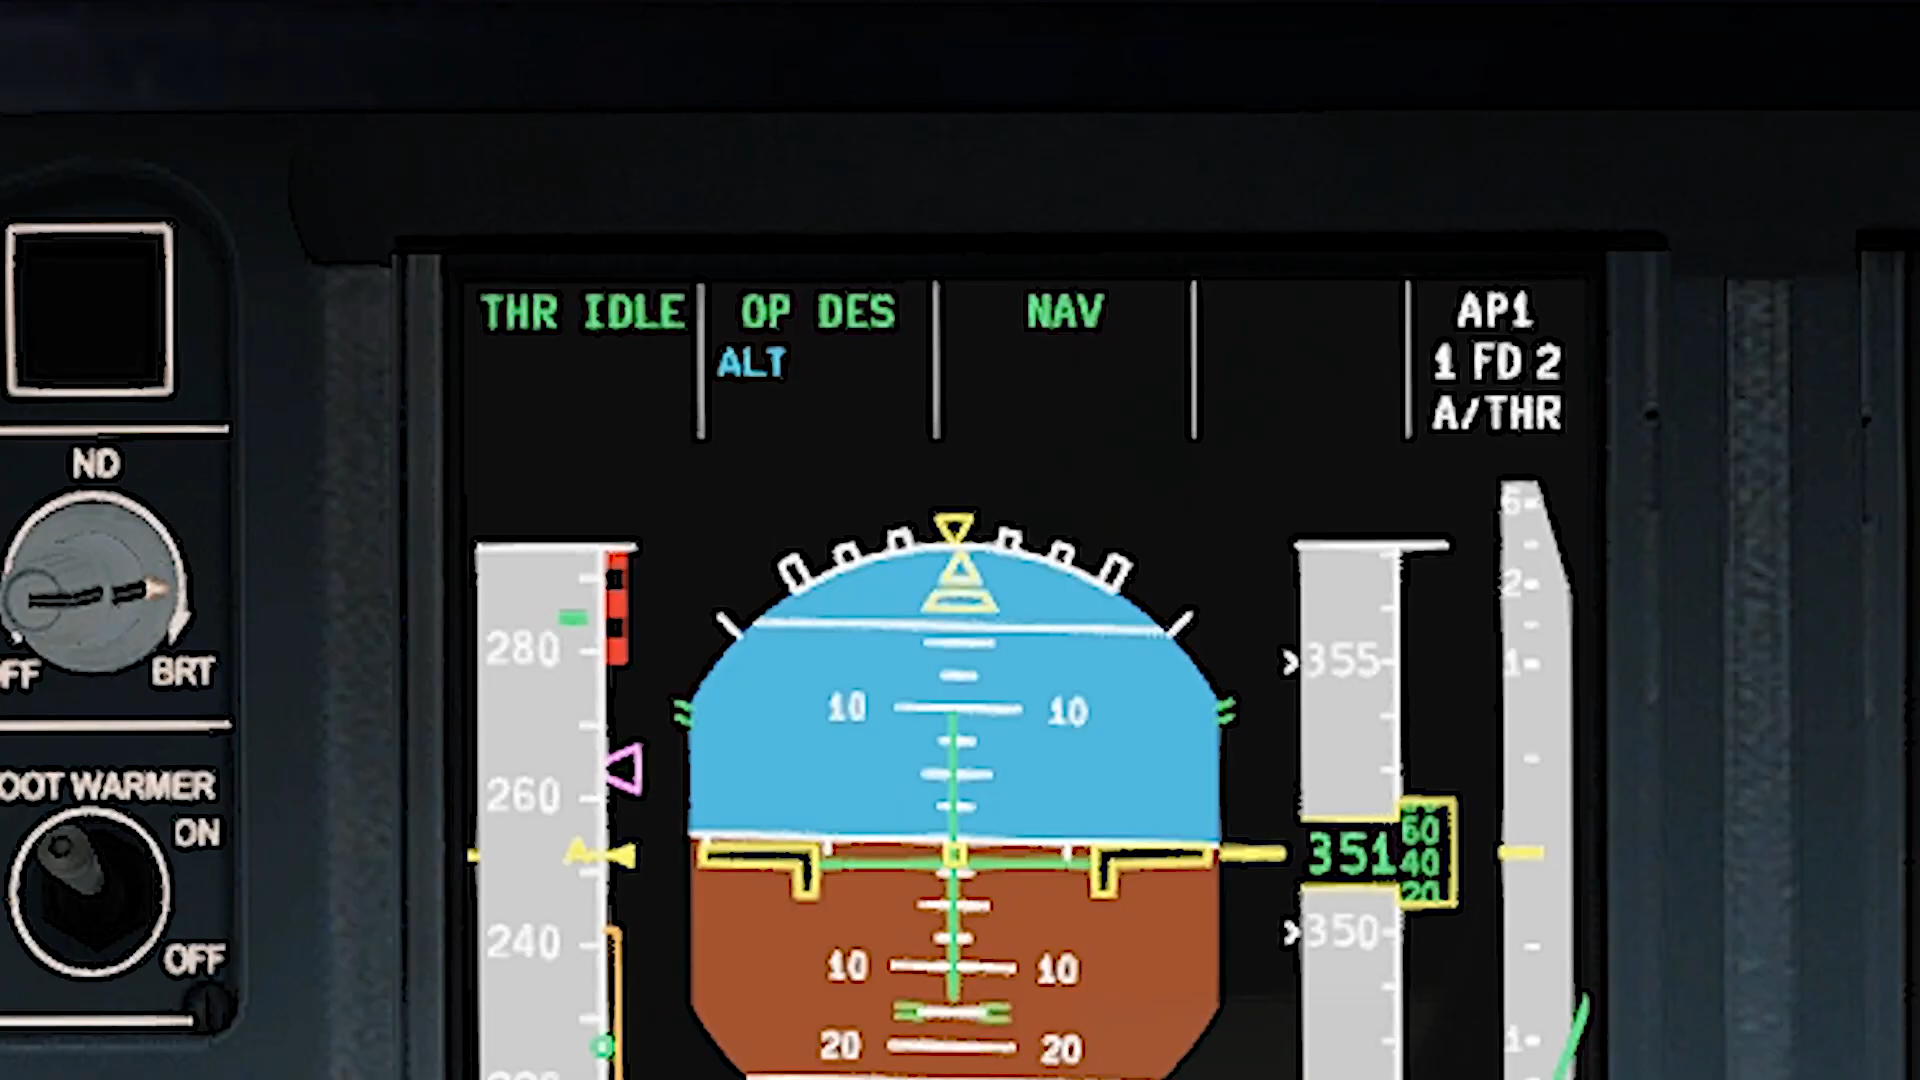 THR IDLE OP DES NAV AP1
ALT 1 FD 2
A/THR
ND
BRT
6
2
1
280
355
10 10
260
OOT WARMER
ON
A
351 60
40
20
240
350
OFF
10 10
20 20
1